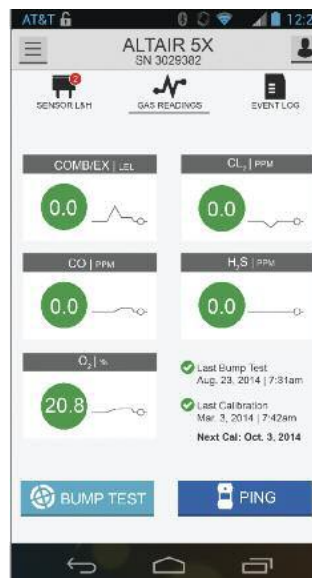 AT&T 12:2
ALTAIR 5X
SN 3029382
2
SENSOR L&H GAS READINGS EVENT LOG
COMB/EX | LEL CL₂ | PPM
0.0 0.0
CO | PPM H₂S | PPM
0.0 0.0
O₂ | %
20.8
Last Bump Test
Aug. 23, 2014 | 7:31am
Last Calibration
Mar. 3, 2014 | 7:42am
Next Cal: Oct. 3, 2014
BUMP TEST PING